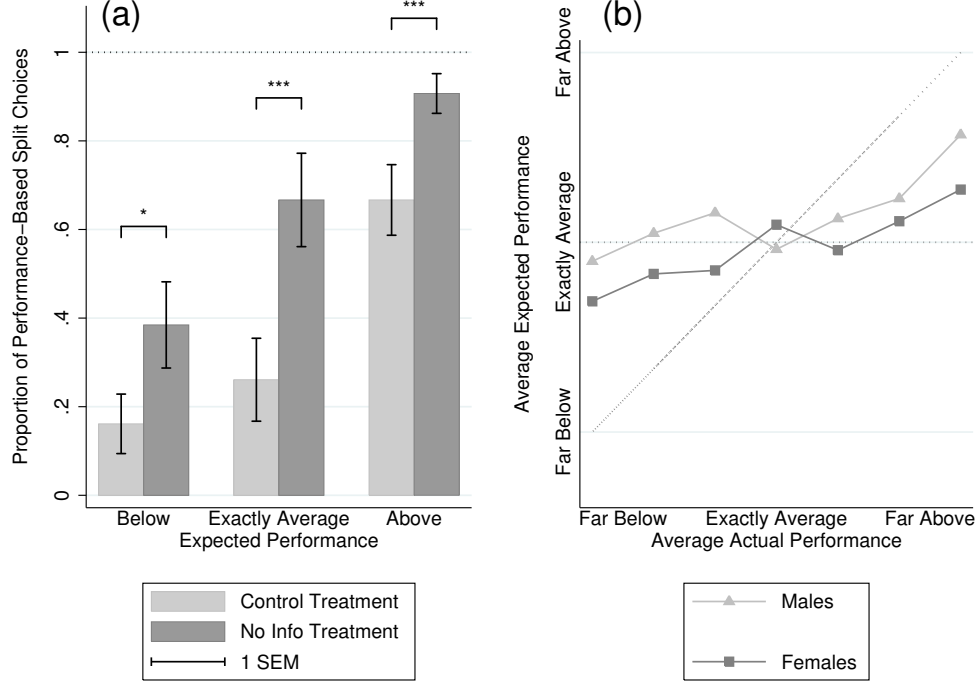 (a)
Proportion of Performance−Based Split Choices
1
.8
.6
.4
.2
0
*
***
***
Below
Exactly Average
Above
Expected Performance
Control Treatment
No Info Treatment
1 SEM
(b)
Average Expected Performance
Far Above
Exactly Average
Far Below
Far Below
Exactly Average
Far Above
Average Actual Performance
Males
Females